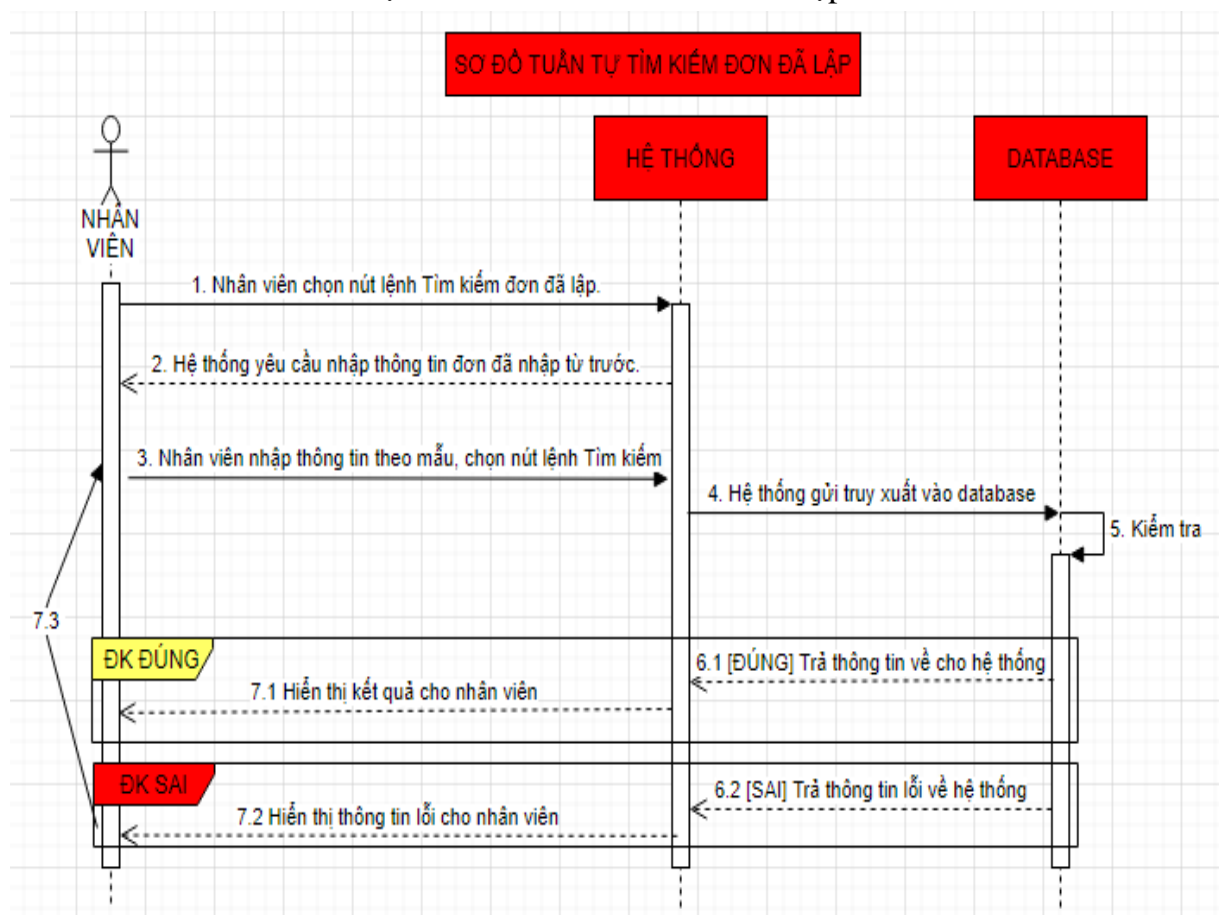 SƠ ĐỒ TUẦN TỰ TÌM KIẾM ĐƠN ĐÃ LẬP
HỆ THỐNG
DATABASE
NHÂN
VIÊN
1. Nhân viên chọn nút lệnh Tìm kiếm đơn đã lập.
2. Hệ thống yêu cầu nhập thông tin đơn đã nhập từ trước.
3. Nhân viên nhập thông tin theo mẫu, chọn nút lệnh Tìm kiếm
4. Hệ thống gửi truy xuất vào database
5. Kiểm tra
7.3
ĐK ĐÚNG
6.1 [ĐÚNG] Trả thông tin về cho hệ thống
7.1 Hiển thị kết quả cho nhân viên
ĐK SAI
6.2 [SAI] Trả thông tin lỗi về hệ thống
7.2 Hiển thị thông tin lỗi cho nhân viên